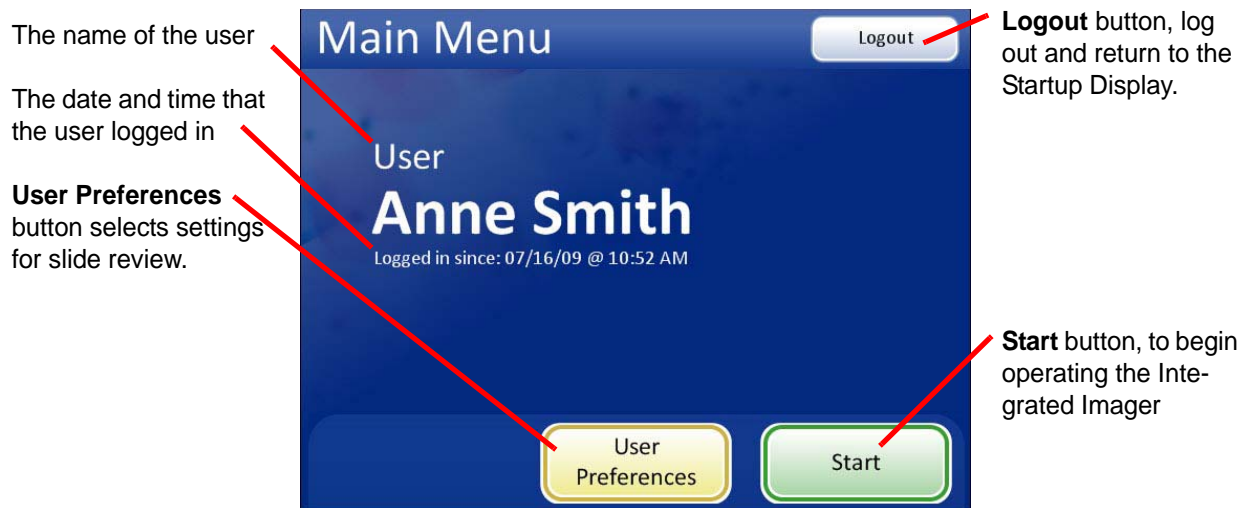 The name of the user
The date and time that
the user logged in
User Preferences
button selects settings
for slide review.
Main Menu
Logout
User
Anne Smith
Logged in since: 07/16/09 @ 10:52 AM
User
Preferences
Start
Logout button, log
out and return to the
Startup Display.
Start button, to begin
operating the Inte-
grated Imager